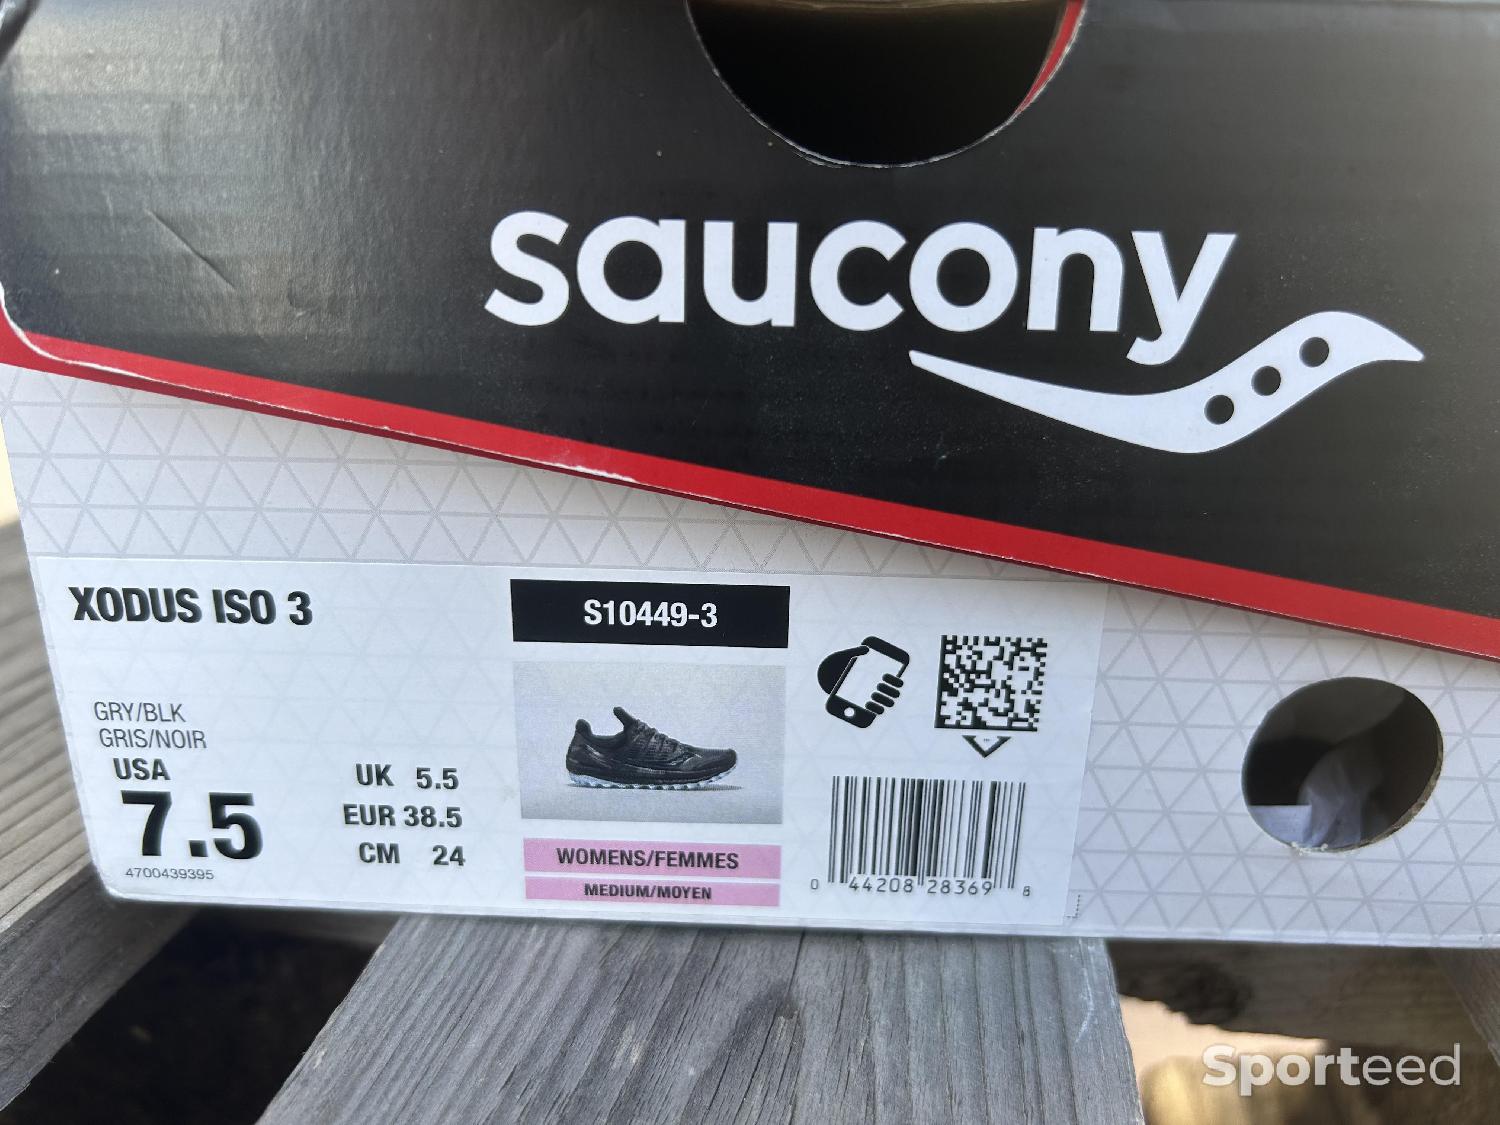 saucony
XODUS ISO 3
S10449-3
GRY/BLK
GRIS/NOIR
USA
7.5
4700439395
UK 5.5
EUR 38.5
CM 24
WOMENS/FEMMES
MEDIUM/MOYEN
0 44208 28369 8
Sporteed